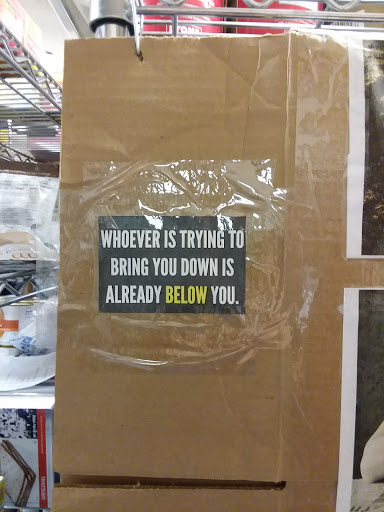 WHOEVER IS TRYING TO
BRING YOU DOWN IS
ALREADY BELOW YOU.